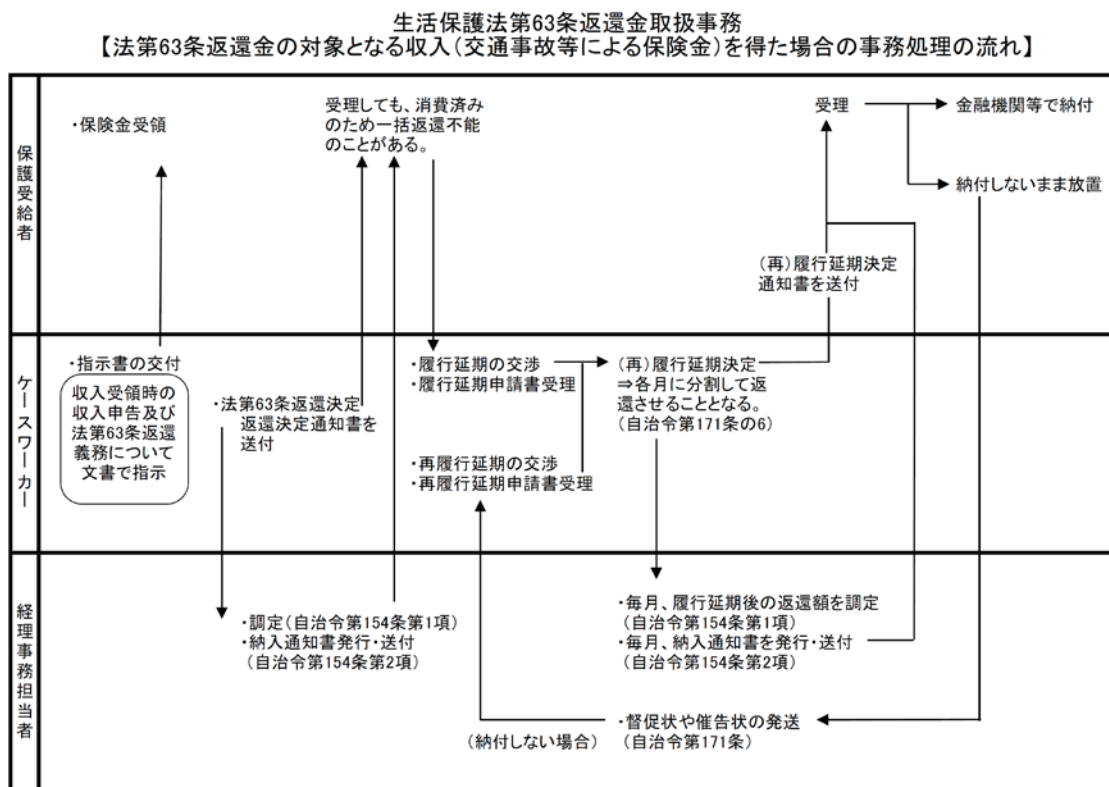 生活保護法第63条返還金取扱事務
【法第63条返還金の対象となる収入(交通事故等による保険金)を得た場合の事務処理の流れ】
保護受給者
・保険金受領
受理しても、消費済み
のため一括返還不能
のことがある。
受理
金融機関等で納付
納付しないまま放置
(再)履行延期決定
通知書を送付
ケースワーカー
・指示書の交付
収入受領時の
収入申告及び
法第63条返還
義務について
文書で指示
・法第63条返還決定
返還決定通知書を
送付
・履行延期の交渉
・履行延期申請書受理
・再履行延期の交渉
・再履行延期申請書受理
(再)履行延期決定
⇒各月に分割して返
還させることとなる。
(自治令第171条の6)
経理事務担当者
・調定(自治令第154条第1項)
・納入通知書発行・送付
(自治令第154条第2項)
・毎月、履行延期後の返還額を調定
(自治令第154条第1項)
・毎月、納入通知書を発行・送付
(自治令第154条第2項)
(納付しない場合)
・督促状や催告状の発送
(自治令第171条)